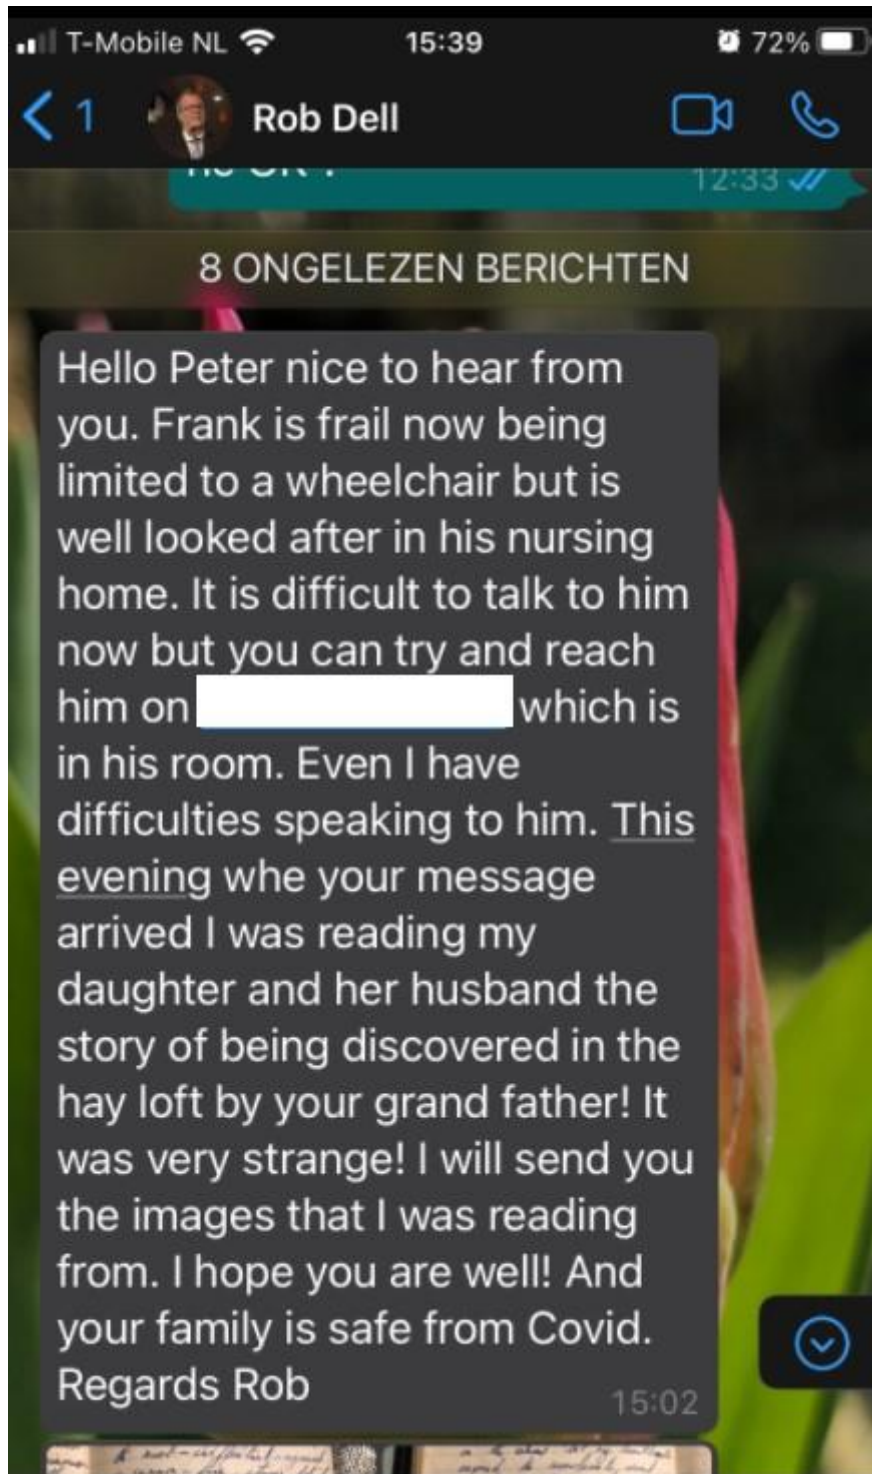 T-Mobile NL 15:39 72%
1 Rob Dell
12:33
8 ONGELEZEN BERICHTEN
Hello Peter nice to hear from
you. Frank is frail now being
limited to a wheelchair but is
well looked after in his nursing
home. It is difficult to talk to him
now but you can try and reach
him on which is
in his room. Even I have
difficulties speaking to him. This
evening whe your message
arrived I was reading my
daughter and her husband the
story of being discovered in the
hay loft by your grand father! It
was very strange! I will send you
the images that I was reading
from. I hope you are well! And
your family is safe from Covid.
Regards Rob
15:02